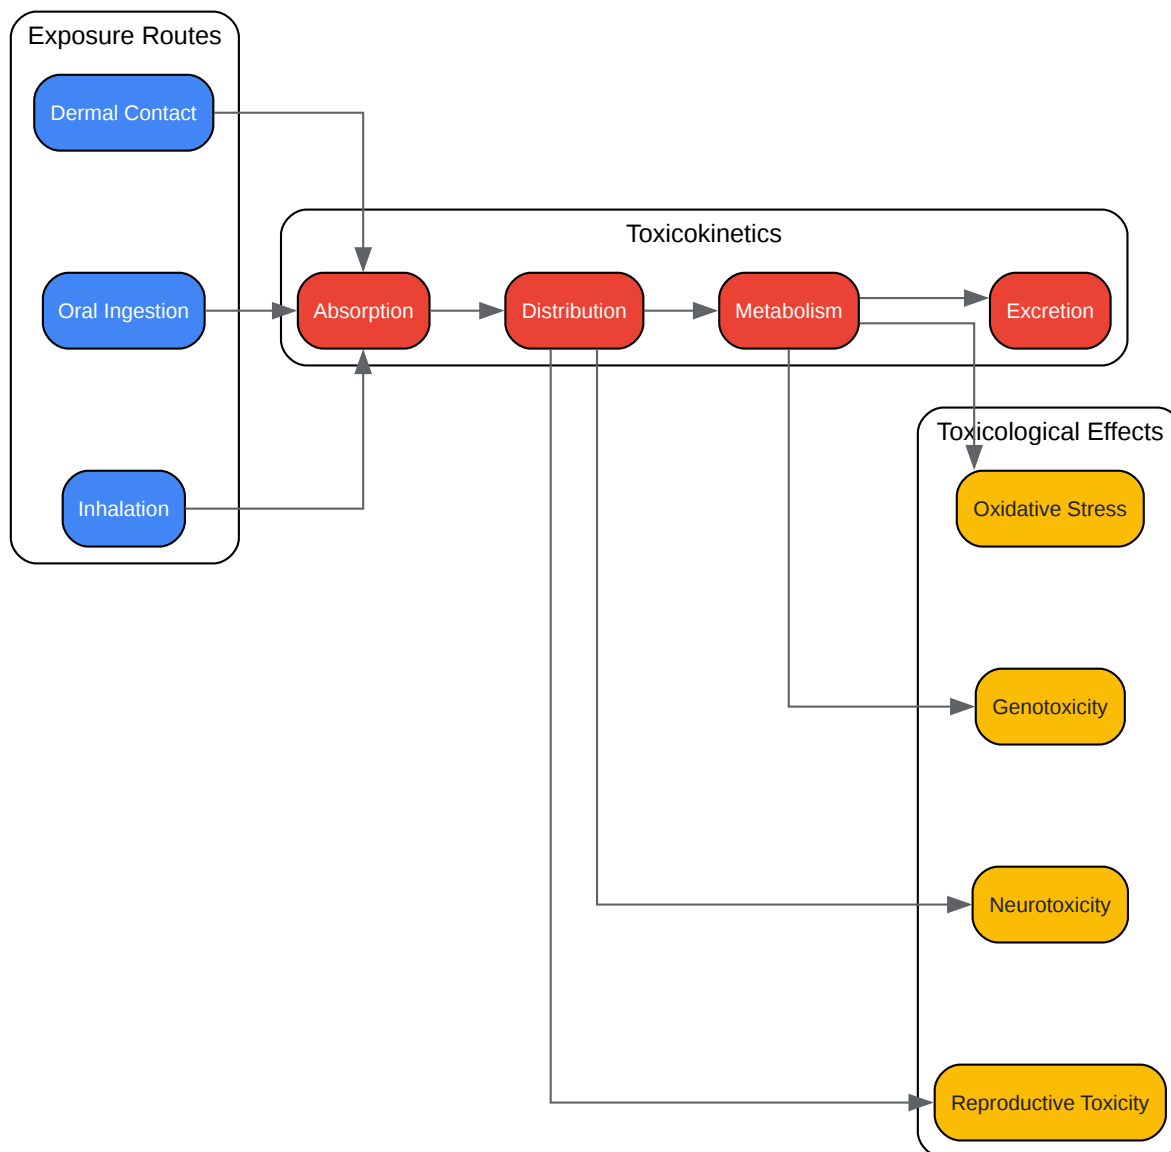 Exposure Routes
Dermal Contact
Oral Ingestion
Inhalation
Toxicokinetics
Absorption
Distribution
Metabolism
Excretion
Toxicological Effects
Oxidative Stress
Genotoxicity
Neurotoxicity
Reproductive Toxicity